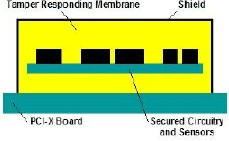 Tamper Responding Membrane
Shield
PCI-X Board
Secured Circuitry
and Sensors